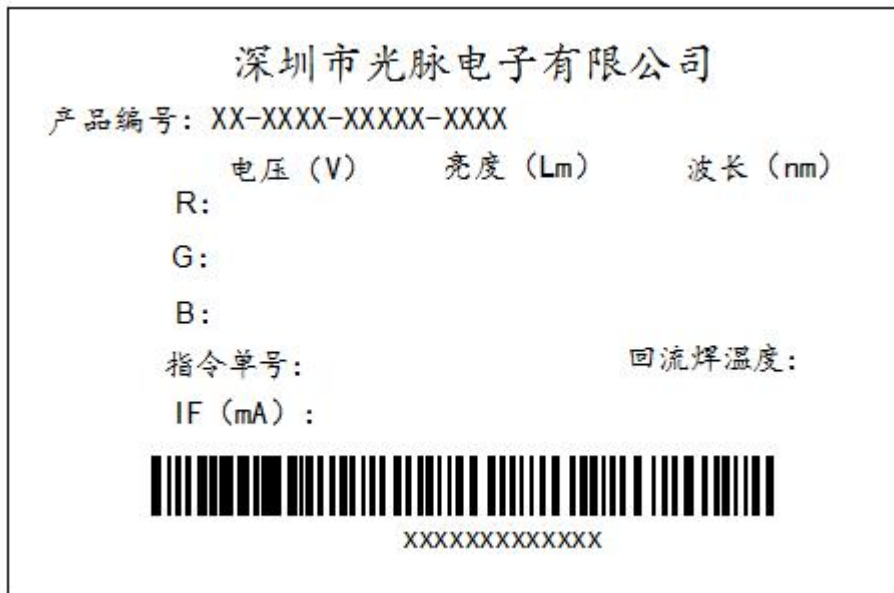 深圳市光脉电子有限公司
产品编号: XX-XXXX-XXXXX-XXXX
电压（V） 亮度（Lm） 波长（nm）
R:
G:
B:
指令单号: 回流焊温度:
IF（mA）:
XXXXXXXXXXXXX